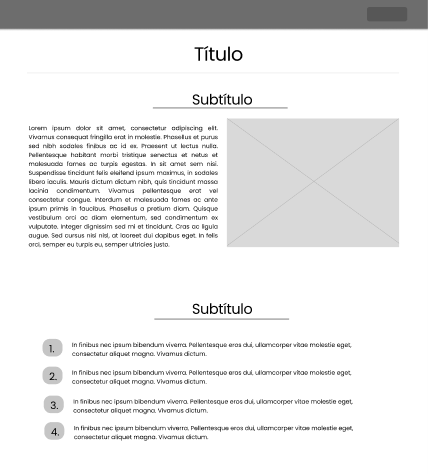 Título
Subtítulo
Lorem ipsum dolor sit amet, consectetur adipiscing elit.
Vivamus consequat fringilla erat in molestie. Phasellus et purus
sed nibh sodales finibus ac id ex. Praesent ut lectus nulla.
Pellentesque habitant morbi tristique senectus et netus et
malesuada fames ac turpis egestas. In sit amet sem nisi.
Suspendisse tincidunt felis eleifend ipsum maximus, in sodales
libero iaculis. Mauris dictum dictum nibh, quis tincidunt massa
lacinia condimentum. Vivamus pellentesque erat vel
consectetur congue. Interdum et malesuada fames ac ante
ipsum primis in faucibus. Phasellus a pretium diam. Quisque
vestibulum orci ac diam elementum, sed condimentum ex
vulputate. Integer dignissim sed mi et tincidunt. Cras ac ligula
augue. Sed cursus nisi nisl, at laoreet dui dapibus eget. In felis
orci, semper eu turpis eu, semper ultricies justo.
Subtítulo
1. In finibus nec ipsum bibendum viverra. Pellentesque eros dui, ullamcorper vitae molestie eget,
consectetur aliquet magna. Vivamus dictum.
2. In finibus nec ipsum bibendum viverra. Pellentesque eros dui, ullamcorper vitae molestie eget,
consectetur aliquet magna. Vivamus dictum.
3. In finibus nec ipsum bibendum viverra. Pellentesque eros dui, ullamcorper vitae molestie eget,
consectetur aliquet magna. Vivamus dictum.
4. In finibus nec ipsum bibendum viverra. Pellentesque eros dui, ullamcorper vitae molestie eget,
consectetur aliquet magna. Vivamus dictum.